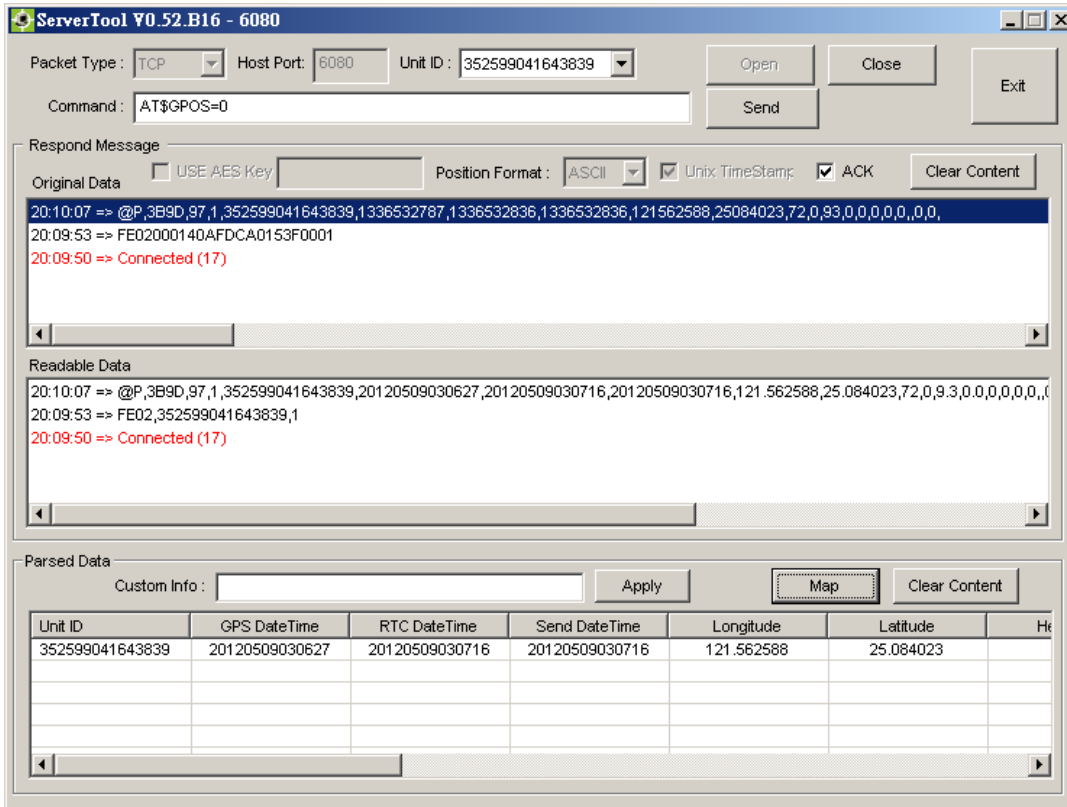 ServerTool V0.52.B16 - 6080
Packet Type : TCP Host Port: 6080 Unit ID : 352599041643839 Open Close Exit
Command : AT$GPOS=0 Send
Respond Message
Original Data USE AES Key Position Format : ASCII Unix TimeStamp ACK Clear Content
20:10:07 => @P,3B9D,97,1,352599041643839,1336532787,1336532836,1336532836,121562588,25084023,72,0,93,0,0,0,0,0,,0,0,
20:09:53 => FE02000140AFDCA0153F0001
20:09:50 => Connected (17)
Readable Data
20:10:07 => @P,3B9D,97,1,352599041643839,20120509030627,20120509030716,20120509030716,121.562588,25.084023,72,0,9.3,0.0,0,0,0,0,,(
20:09:53 => FE02,352599041643839,1
20:09:50 => Connected (17)
Parsed Data
Custom Info : Apply Map Clear Content
Unit ID GPS DateTime RTC DateTime Send DateTime Longitude Latitude He
352599041643839 20120509030627 20120509030716 20120509030716 121.562588 25.084023